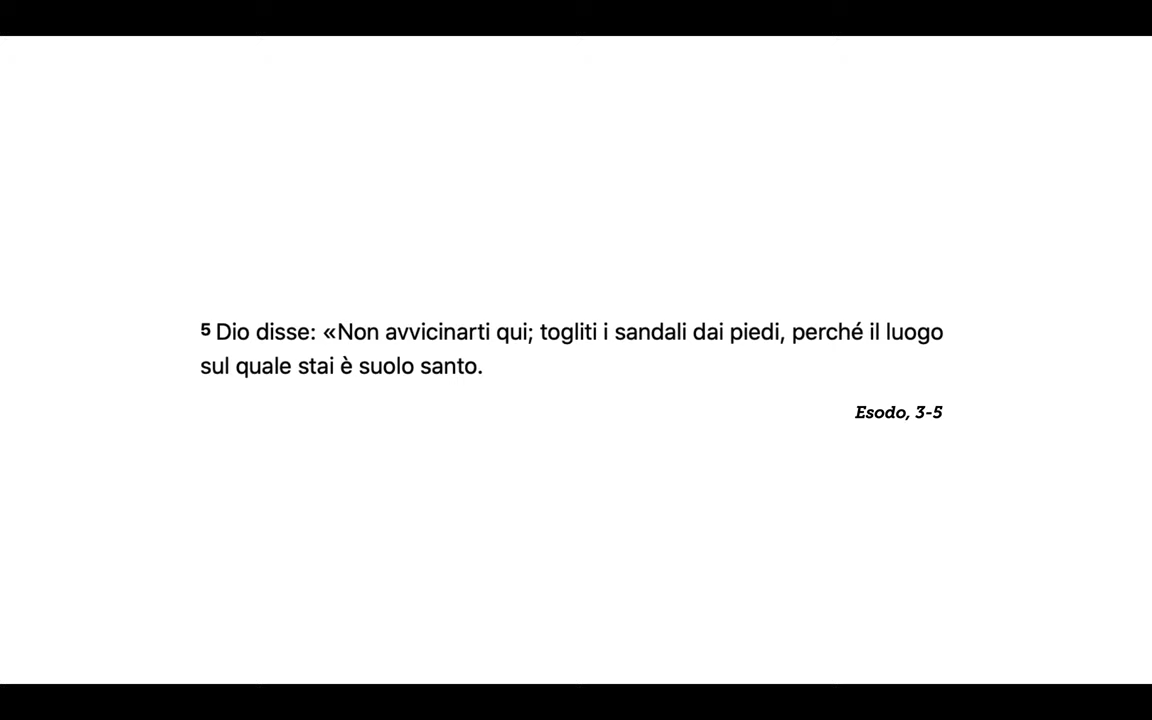 5 Dio disse: «Non avvicinarti qui; togliti i sandali dai piedi, perché il luogo
sul quale stai è suolo santo.
Esodo, 3-5